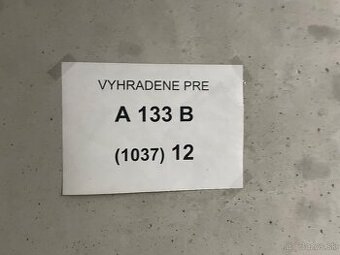 VYHRADENE PRE
A 133 B
(1037) 12